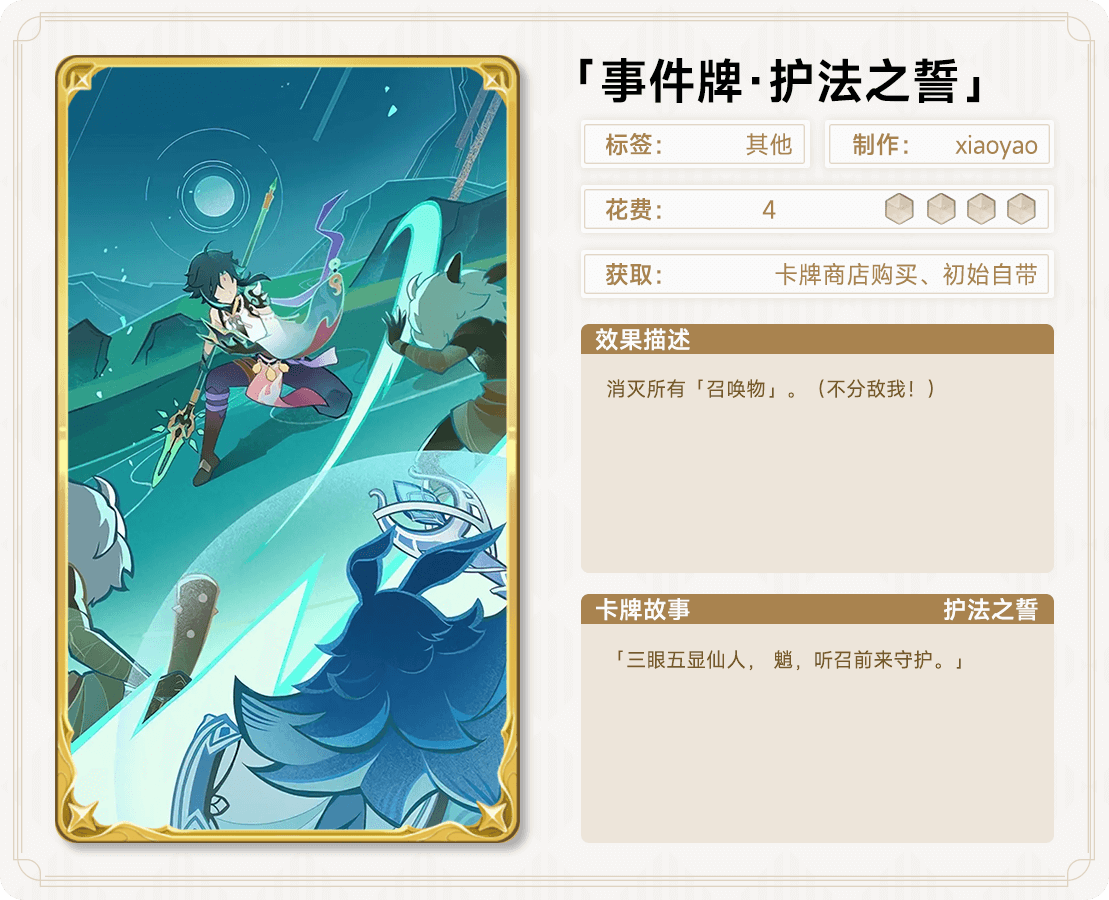 「事件牌·护法之誓」
标签： 其他 制作： xiaoyao
花费： 4
获取： 卡牌商店购买、初始自带
效果描述
消灭所有「召唤物」。（不分敌我！）
卡牌故事 护法之誓
「三眼五显仙人， 魈，听召前来守护。」